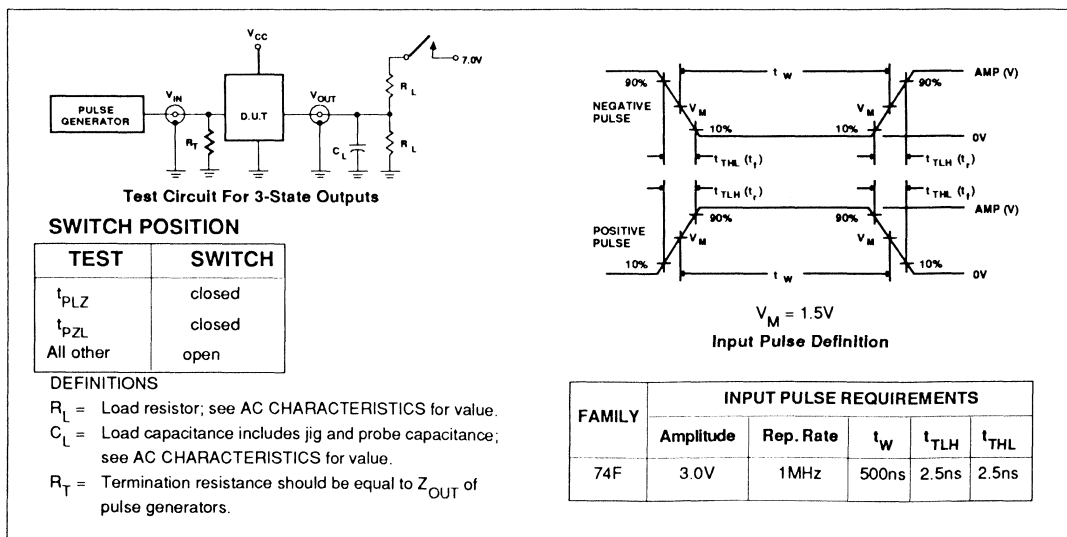 V_CC
7.0V
R_L
V_IN
V_OUT
PULSE GENERATOR
D.U.T
R_T
C_L
R_L
Test Circuit For 3-State Outputs
SWITCH POSITION
TEST SWITCH
t_PLZ closed
t_PZL closed
All other open
DEFINITIONS
R_L = Load resistor; see AC CHARACTERISTICS for value.
C_L = Load capacitance includes jig and probe capacitance;
see AC CHARACTERISTICS for value.
R_T = Termination resistance should be equal to Z_OUT of
pulse generators.
90% t_W 90% AMP (V)
NEGATIVE PULSE
V_M V_M
10% 10% 0V
t_THL (t_f) t_TLH (t_r)
t_TLH (t_r) t_THL (t_f)
90% 90% AMP (V)
POSITIVE PULSE
V_M V_M
10% t_W 10% 0V
V_M = 1.5V
Input Pulse Definition
FAMILY INPUT PULSE REQUIREMENTS
Amplitude Rep. Rate t_W t_TLH t_THL
74F 3.0V 1MHz 500ns 2.5ns 2.5ns